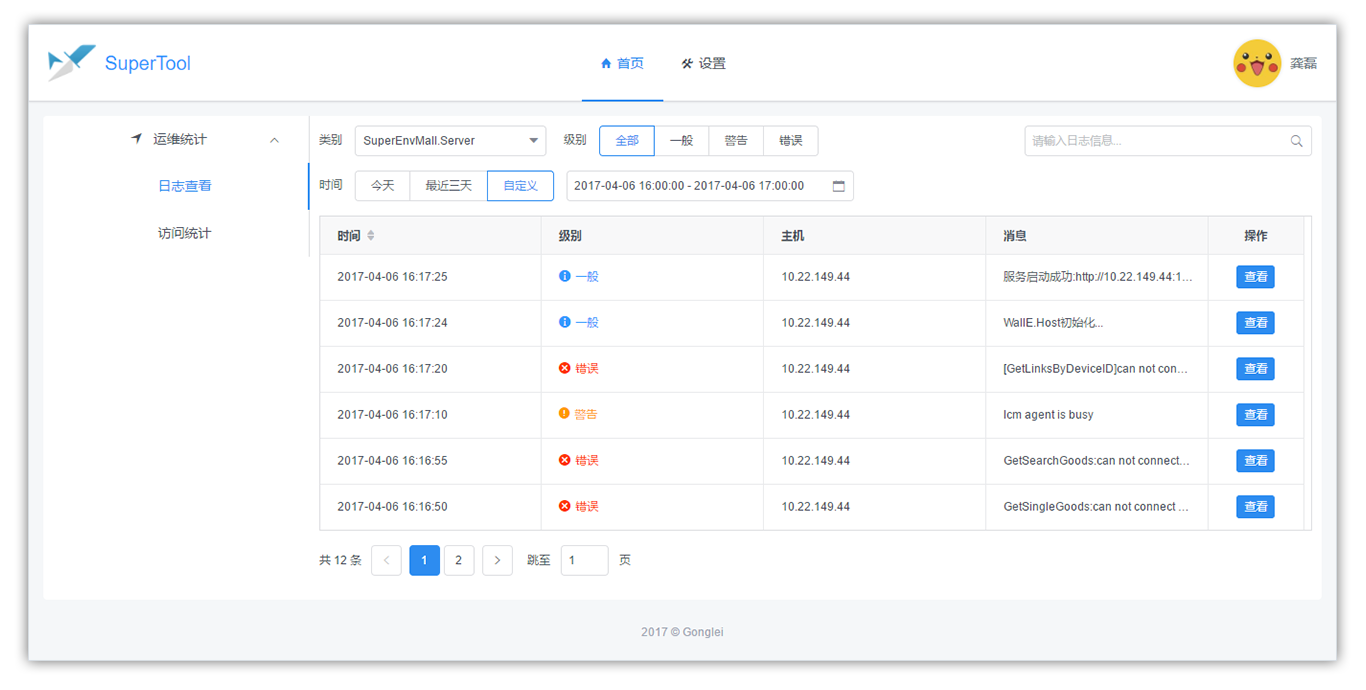 SuperTool 首页 设置 龚磊
运维统计
日志查看
访问统计
类别 SuperEnvMall.Server 级别 全部 一般 警告 错误 请输入日志信息...
时间 今天 最近三天 自定义 2017-04-06 16:00:00 - 2017-04-06 17:00:00
时间 级别 主机 消息 操作
2017-04-06 16:17:25 一般 10.22.149.44 服务启动成功:http://10.22.149.44:1... 查看
2017-04-06 16:17:24 一般 10.22.149.44 WallE.Host初始化... 查看
2017-04-06 16:17:20 错误 10.22.149.44 [GetLinksByDeviceID]can not con... 查看
2017-04-06 16:17:10 警告 10.22.149.44 Icm agent is busy 查看
2017-04-06 16:16:55 错误 10.22.149.44 GetSearchGoods:can not connect... 查看
2017-04-06 16:16:50 错误 10.22.149.44 GetSingleGoods:can not connect ... 查看
共 12 条 1 2 跳至 1 页
2017 © Gonglei